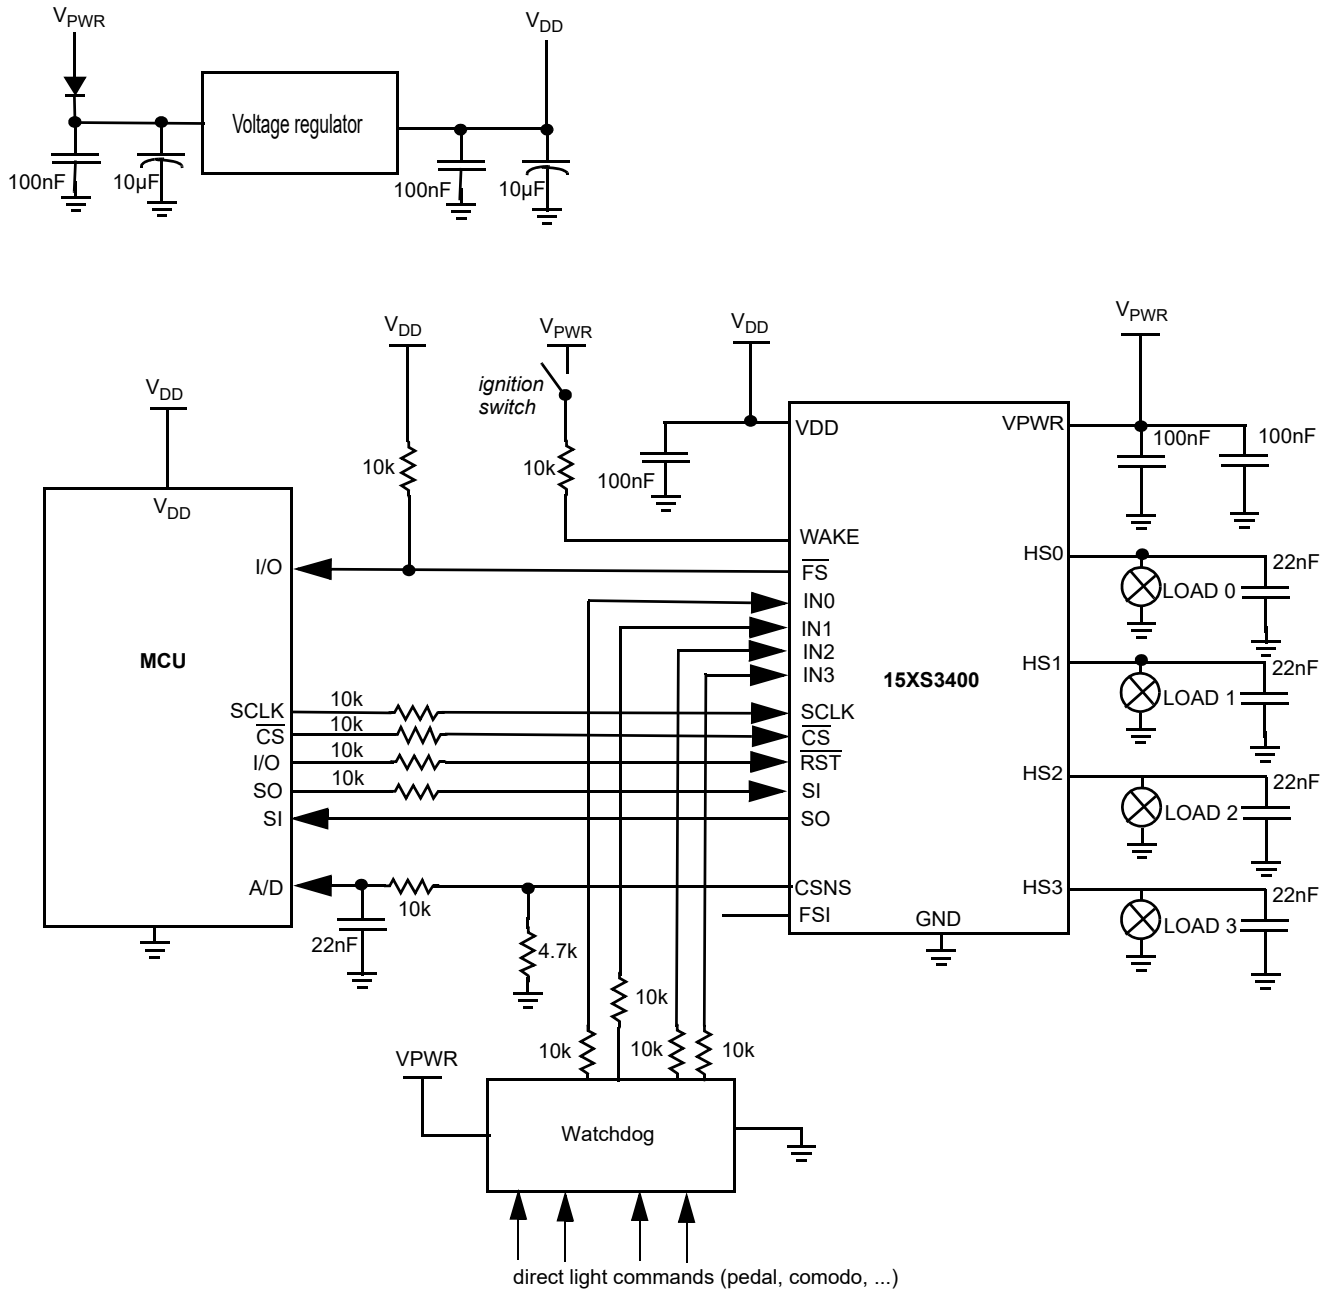 VPWR
VDD
Voltage regulator
100nF
10µF
100nF
10µF
VDD
VPWR
VDD
VPWR
VDD
ignition
switch
VDD
10k
10k
100nF
VDD
VPWR
100nF
100nF
WAKE
I/O
FS
HS0
22nF
LOAD 0
IN0
IN1
IN2
IN3
MCU
15XS3400
HS1
22nF
LOAD 1
SCLK
10k
SCLK
CS
10k
CS
I/O
10k
RST
SO
10k
SI
SI
SO
HS2
22nF
LOAD 2
A/D
10k
CSNS
FSI
GND
HS3
22nF
LOAD 3
22nF
4.7k
10k
10k
10k
10k
VPWR
Watchdog
direct light commands (pedal, comodo, ...)